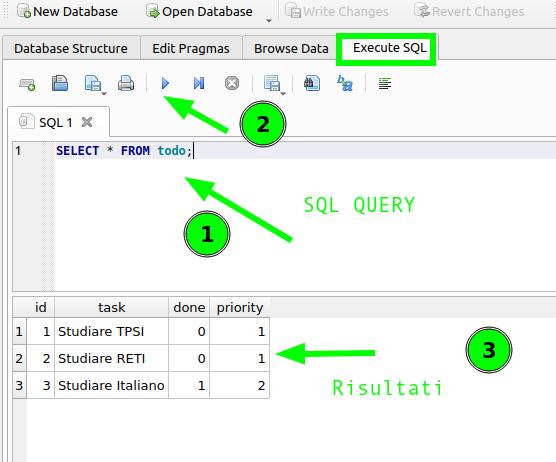 New Database Open Database Write Changes Revert Changes
Database Structure Edit Pragmas Browse Data Execute SQL
2
SQL 1
1 SELECT * FROM todo;
SQL QUERY
1
id task done priority
1 1 Studiare TPSI 0 1
2 2 Studiare RETI 0 1
3 3 Studiare Italiano 1 2
3
Risultati